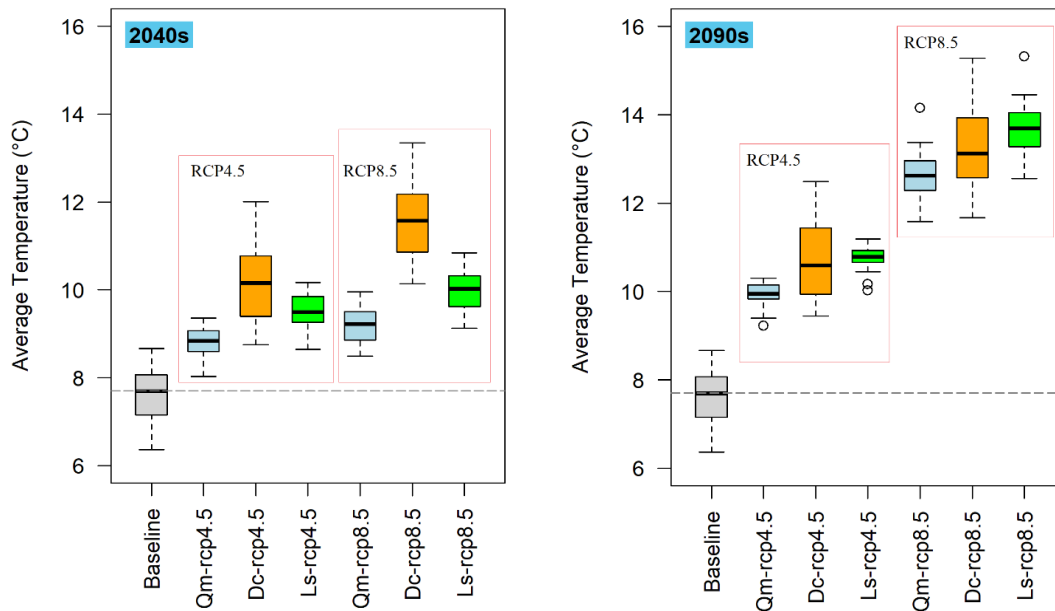 2040s
Average Temperature (°C)
16
14
12
10
8
6
RCP4.5
RCP8.5
Baseline
Qm-rcp4.5
Dc-rcp4.5
Ls-rcp4.5
Qm-rcp8.5
Dc-rcp8.5
Ls-rcp8.5
2090s
Average Temperature (°C)
16
14
12
10
8
6
RCP4.5
RCP8.5
Baseline
Qm-rcp4.5
Dc-rcp4.5
Ls-rcp4.5
Qm-rcp8.5
Dc-rcp8.5
Ls-rcp8.5